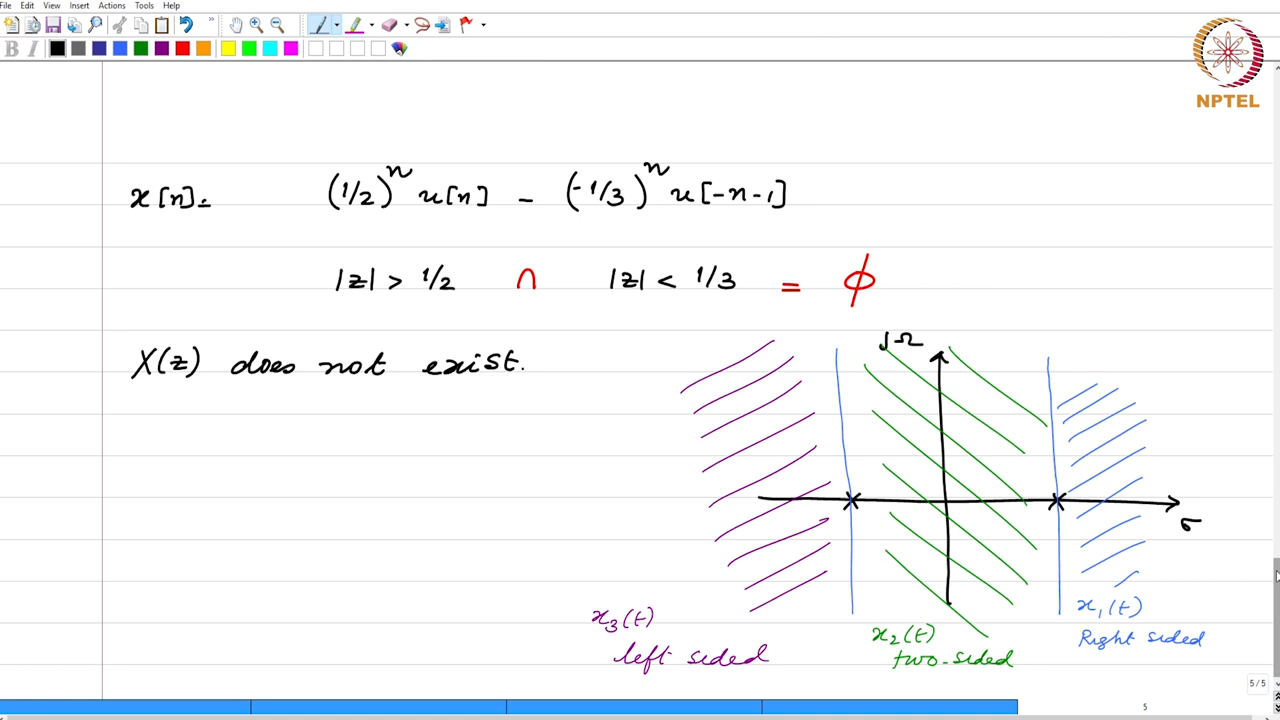 File Edit View Insert Actions Tools Help
B I
NPTEL
x[n] = (1/2)^n u[n] - (-1/3)^n u[-n-1]
|z| > 1/2 ∩ |z| < 1/3 = ϕ
X(z) does not exist.
jΩ
σ
x₃(t)
left sided
x₂(t)
two-sided
x₁(t)
Right sided
5/5
5